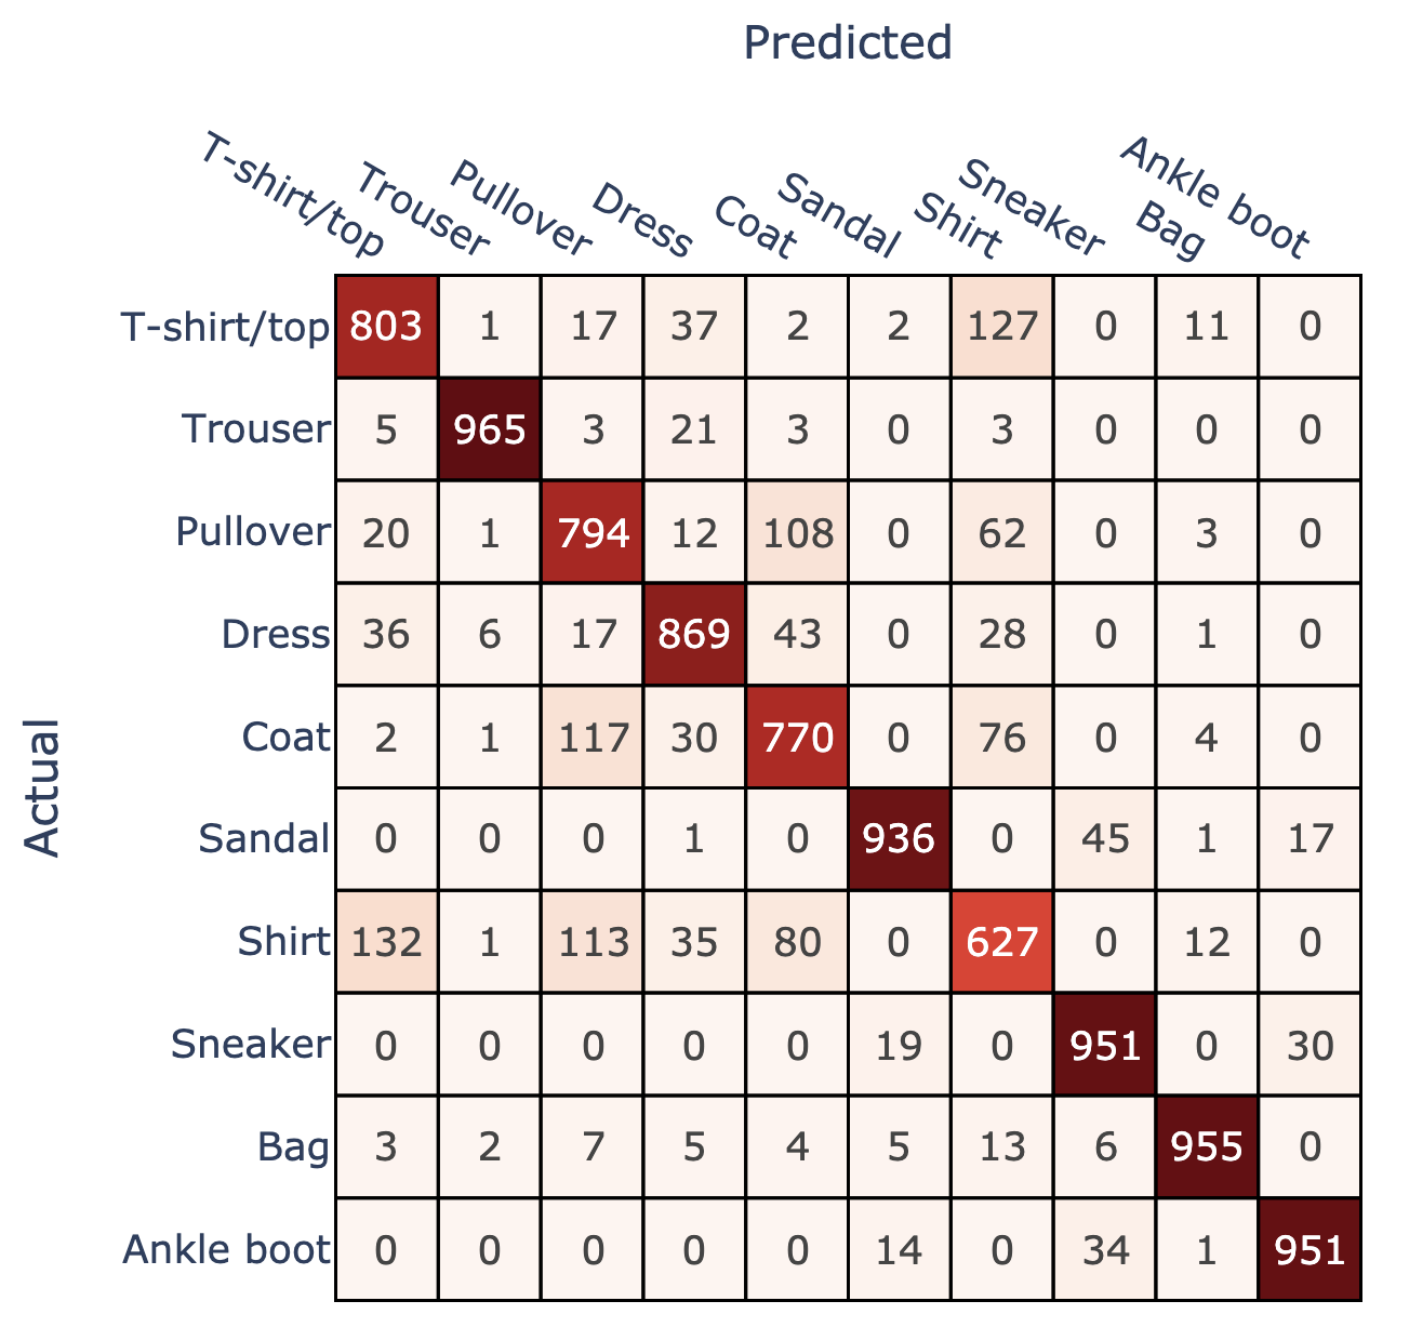 Predicted
T-shirt/top Trouser Pullover Dress Coat Sandal Shirt Sneaker Bag Ankle boot
Actual
T-shirt/top 803 1 17 37 2 2 127 0 11 0
Trouser 5 965 3 21 3 0 3 0 0 0
Pullover 20 1 794 12 108 0 62 0 3 0
Dress 36 6 17 869 43 0 28 0 1 0
Coat 2 1 117 30 770 0 76 0 4 0
Sandal 0 0 0 1 0 936 0 45 1 17
Shirt 132 1 113 35 80 0 627 0 12 0
Sneaker 0 0 0 0 0 19 0 951 0 30
Bag 3 2 7 5 4 5 13 6 955 0
Ankle boot 0 0 0 0 0 14 0 34 1 951